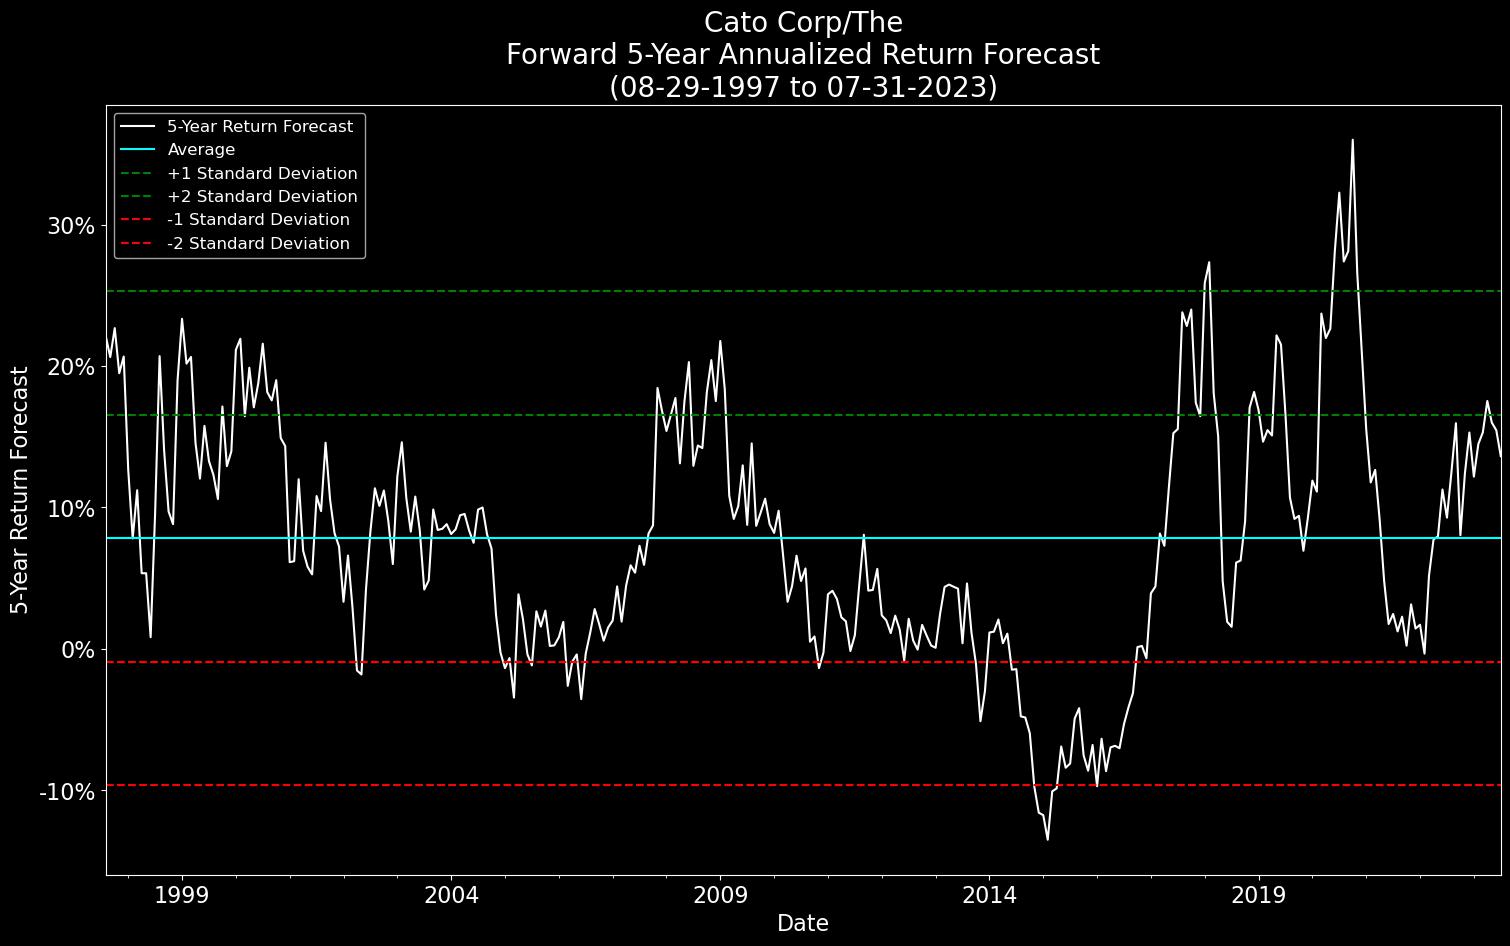 Cato Corp/The
Forward 5-Year Annualized Return Forecast
(08-29-1997 to 07-31-2023)
5-Year Return Forecast
Average
+1 Standard Deviation
+2 Standard Deviation
-1 Standard Deviation
-2 Standard Deviation
30%
20%
10%
0%
-10%
5-Year Return Forecast
1999 2004 2009 2014 2019
Date